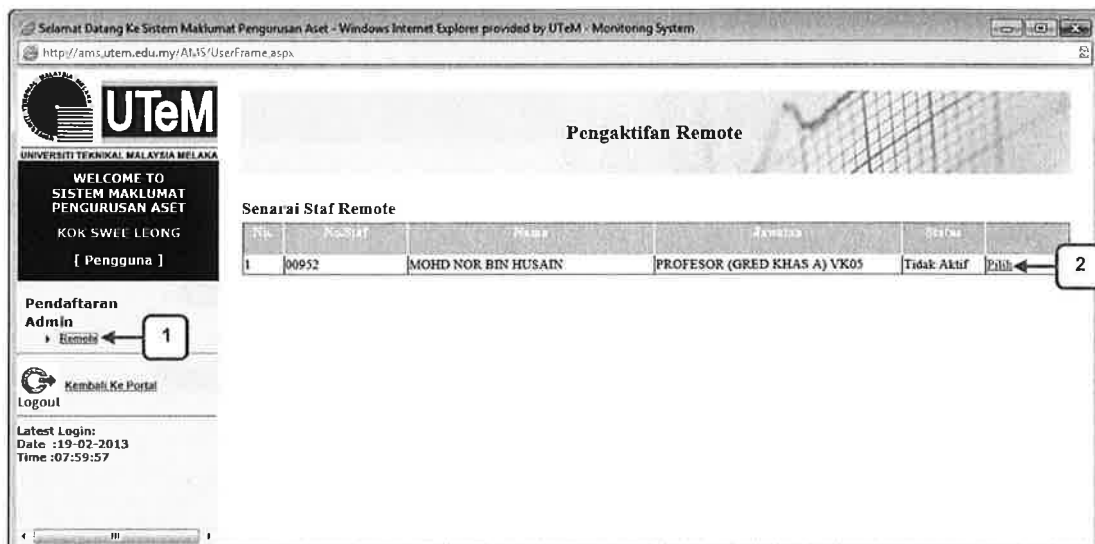 Selamat Datang Ke Sistem Maklumat Pengurusan Aset - Windows Internet Explorer provided by UTeM - Monitoring System
http://ams.utem.edu.my/AMS/UserFrame.aspx
UTeM
UNIVERSITI TEKNIKAL MALAYSIA MELAKA
WELCOME TO
SISTEM MAKLUMAT
PENGURUSAN ASET
KOK SWEE LEONG
[ Pengguna ]
Pendaftaran
Admin
Remote
1
Kembali Ke Portal
Logout
Latest Login:
Date :19-02-2013
Time :07:59:57
Pengaktifan Remote
Senarai Staf Remote
No. No.Staf Nama Jawatan Status
1 00952 MOHD NOR BIN HUSAIN PROFESOR (GRED KHAS A) VK05 Tidak Aktif Pilih
2